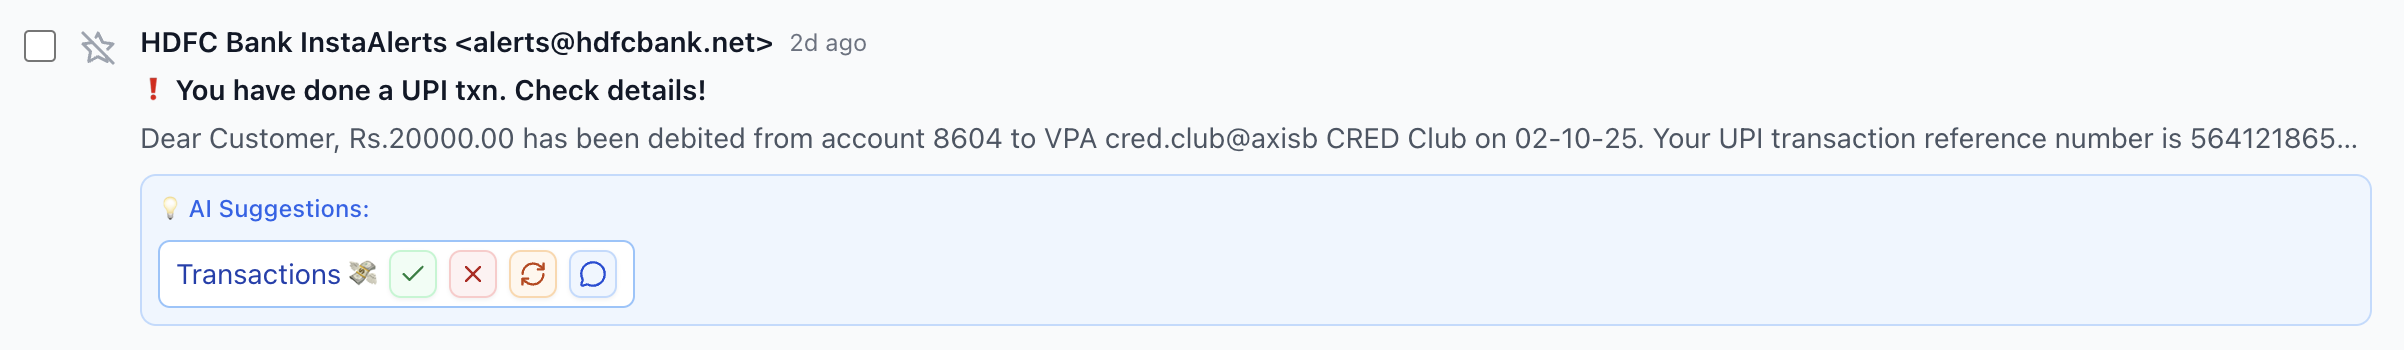 HDFC Bank InstaAlerts <alerts@hdfcbank.net> 2d ago
❗ You have done a UPI txn. Check details!
Dear Customer, Rs.20000.00 has been debited from account 8604 to VPA cred.club@axisb CRED Club on 02-10-25. Your UPI transaction reference number is 564121865...
💡 AI Suggestions:
Transactions 💸